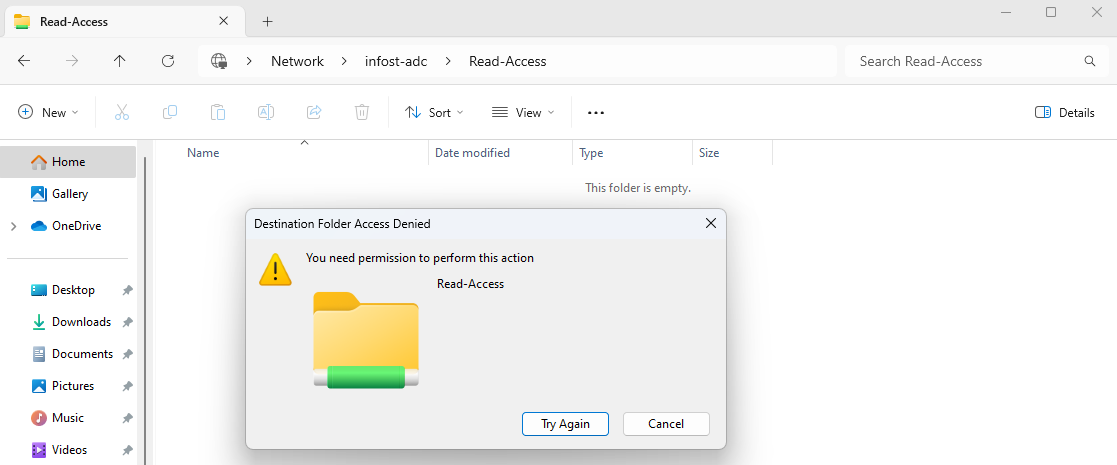 Read-Access
Network > infost-adc > Read-Access
Search Read-Access
New
Sort
View
Details
Home
Gallery
OneDrive
Desktop
Downloads
Documents
Pictures
Music
Videos
Name Date modified Type Size
This folder is empty.
Destination Folder Access Denied
You need permission to perform this action
Read-Access
Try Again Cancel